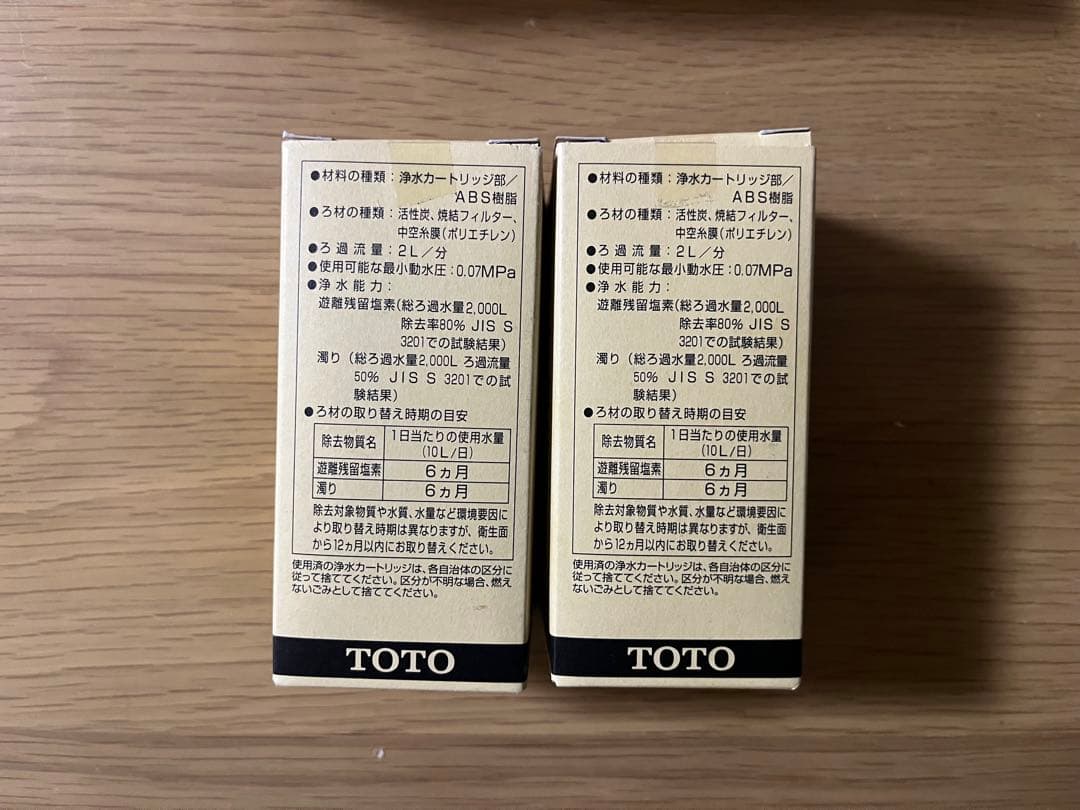 ●材料の種類：浄水カートリッジ部／
ABS樹脂
●ろ材の種類：活性炭、焼結フィルター、
中空糸膜（ポリエチレン）
●ろ過流量：2L／分
●使用可能な最小動水圧：0.07MPa
●浄水能力：
遊離残留塩素（総ろ過水量2,000L
除去率80% JIS S
3201での試験結果）
濁り（総ろ過水量2,000L ろ過流量
50% JIS S 3201での試
験結果）
●ろ材の取り替え時期の目安
除去物質名 1日当たりの使用水量
（10L/日）
遊離残留塩素 6ヵ月
濁り 6ヵ月
除去対象物質や水質、水量など環境要因に
より取り替え時期は異なりますが、衛生面
から12ヵ月以内にお取り替えください。
使用済の浄水カートリッジは、各自治体の区分に
従って捨ててください。区分が不明な場合、燃え
ないごみとして捨ててください。
TOTO
●材料の種類：浄水カートリッジ部／
ABS樹脂
●ろ材の種類：活性炭、焼結フィルター、
中空糸膜（ポリエチレン）
●ろ過流量：2L／分
●使用可能な最小動水圧：0.07MPa
●浄水能力：
遊離残留塩素（総ろ過水量2,000L
除去率80% JIS S
3201での試験結果）
濁り（総ろ過水量2,000L ろ過流量
50% JIS S 3201での試
験結果）
●ろ材の取り替え時期の目安
除去物質名 1日当たりの使用水量
（10L/日）
遊離残留塩素 6ヵ月
濁り 6ヵ月
除去対象物質や水質、水量など環境要因に
より取り替え時期は異なりますが、衛生面
から12ヵ月以内にお取り替えください。
使用済の浄水カートリッジは、各自治体の区分に
従って捨ててください。区分が不明な場合、燃え
ないごみとして捨ててください。
TOTO